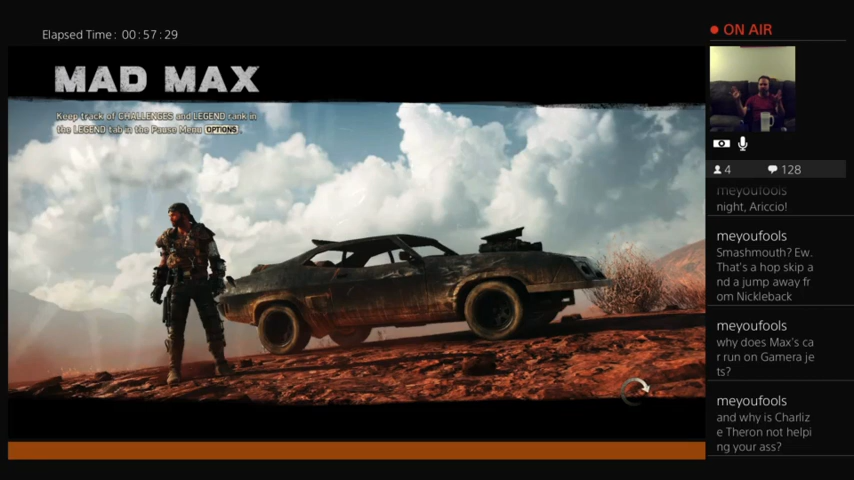 Elapsed Time: 00:57:29
ON AIR
MAD MAX
Keep track of CHALLENGES and LEGEND rank in
the LEGEND tab in the Pause Menu OPTIONS.
4
128
meyoufools
night, Ariccio!
meyoufools
Smashmouth? Ew.
That's a hop skip a
nd a jump away fr
om Nickleback
meyoufools
why does Max's ca
r run on Gamera je
ts?
meyoufools
and why is Charliz
e Theron not helpi
ng your ass?